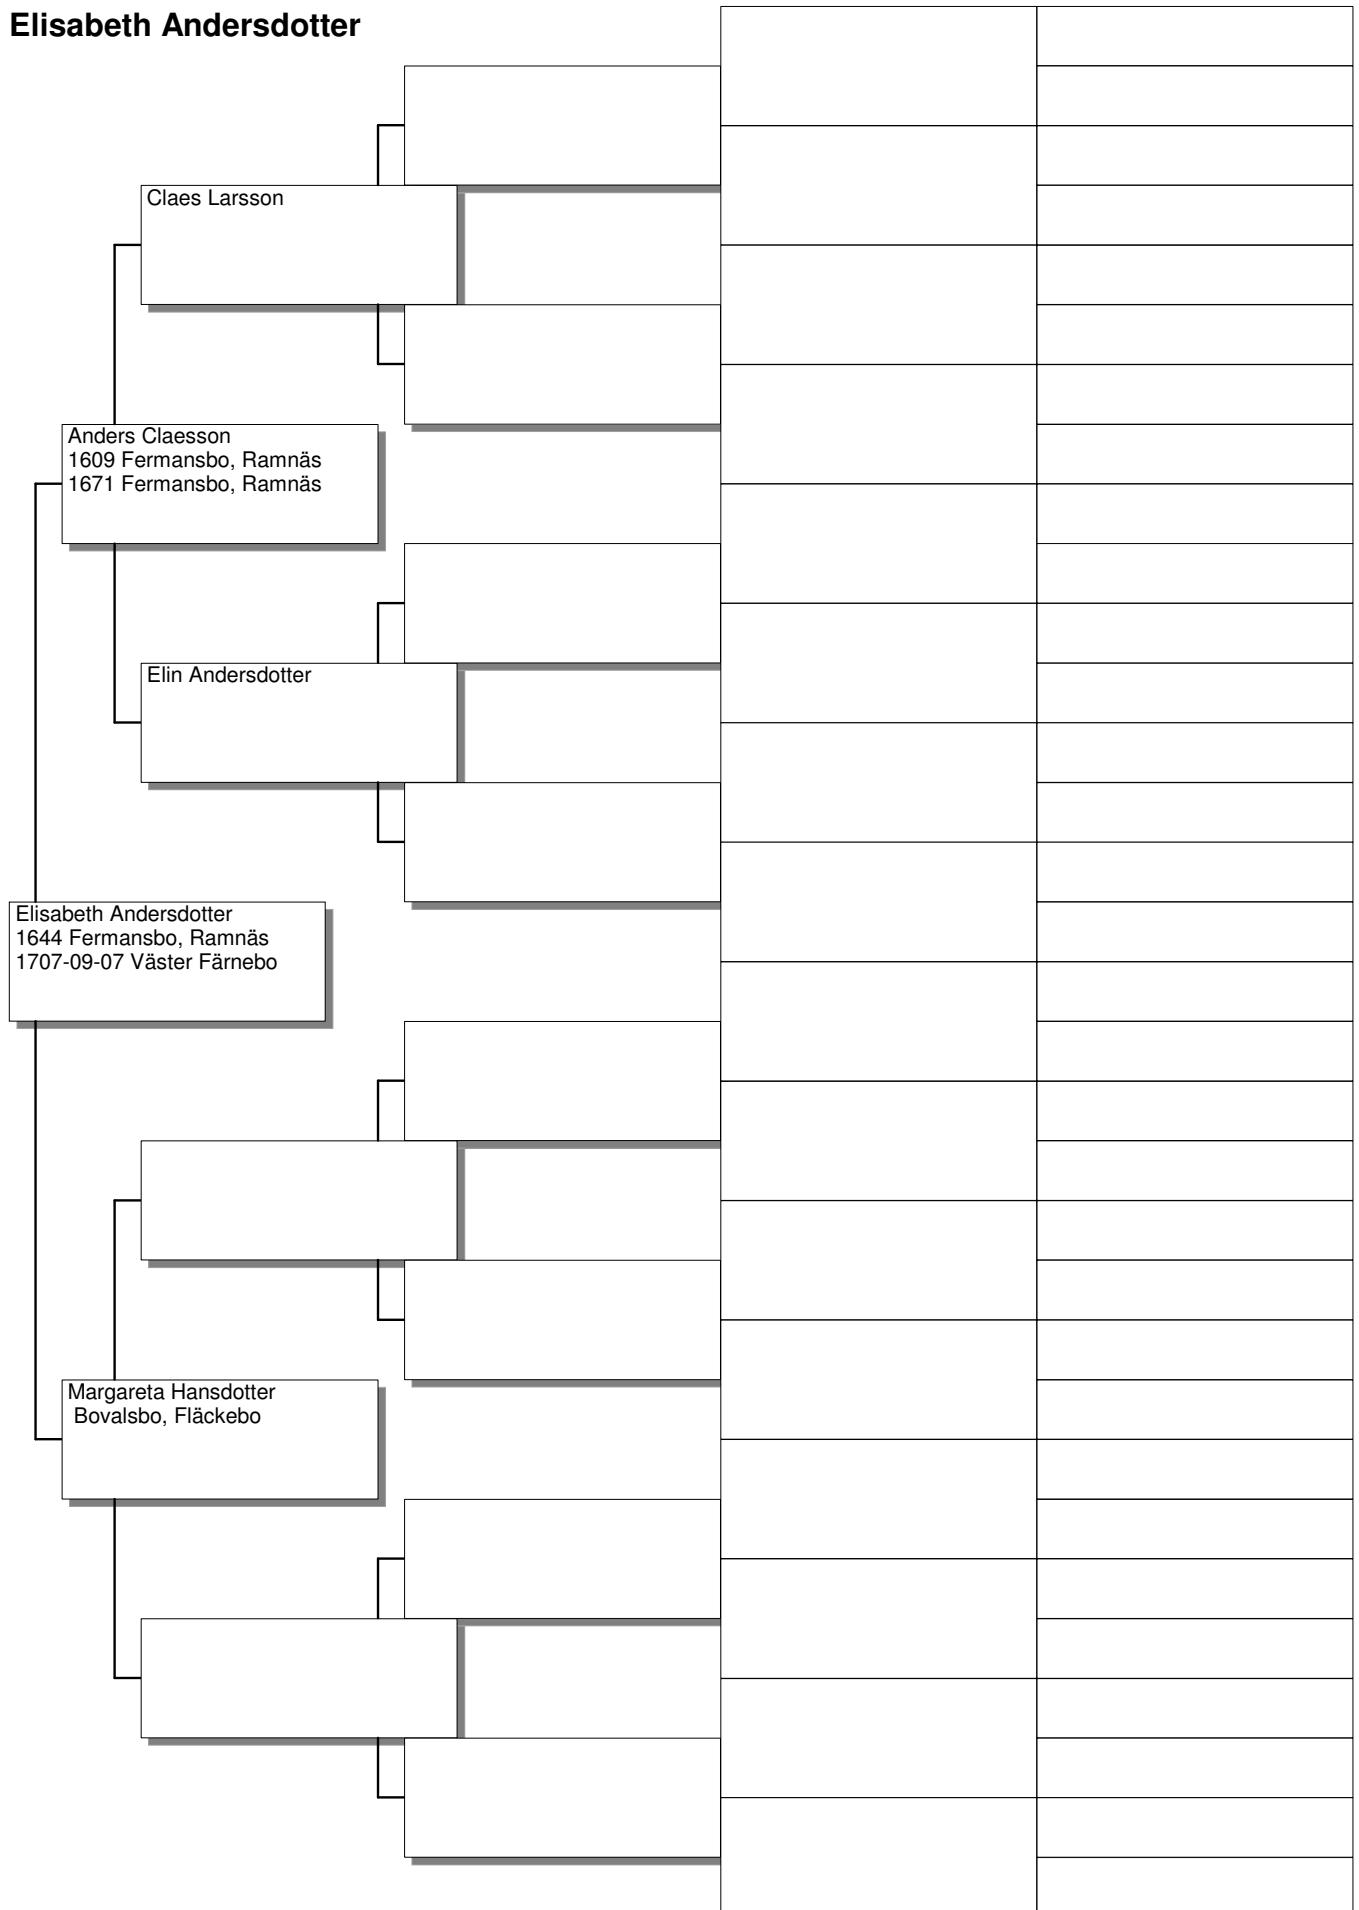 Elisabeth Andersdotter
Claes Larsson
Anders Claesson
1609 Fermansbo, Ramnäs
1671 Fermansbo, Ramnäs
Elin Andersdotter
Elisabeth Andersdotter
1644 Fermansbo, Ramnäs
1707-09-07 Väster Färnebo
Margareta Hansdotter
Bovalsbo, Fläckebo